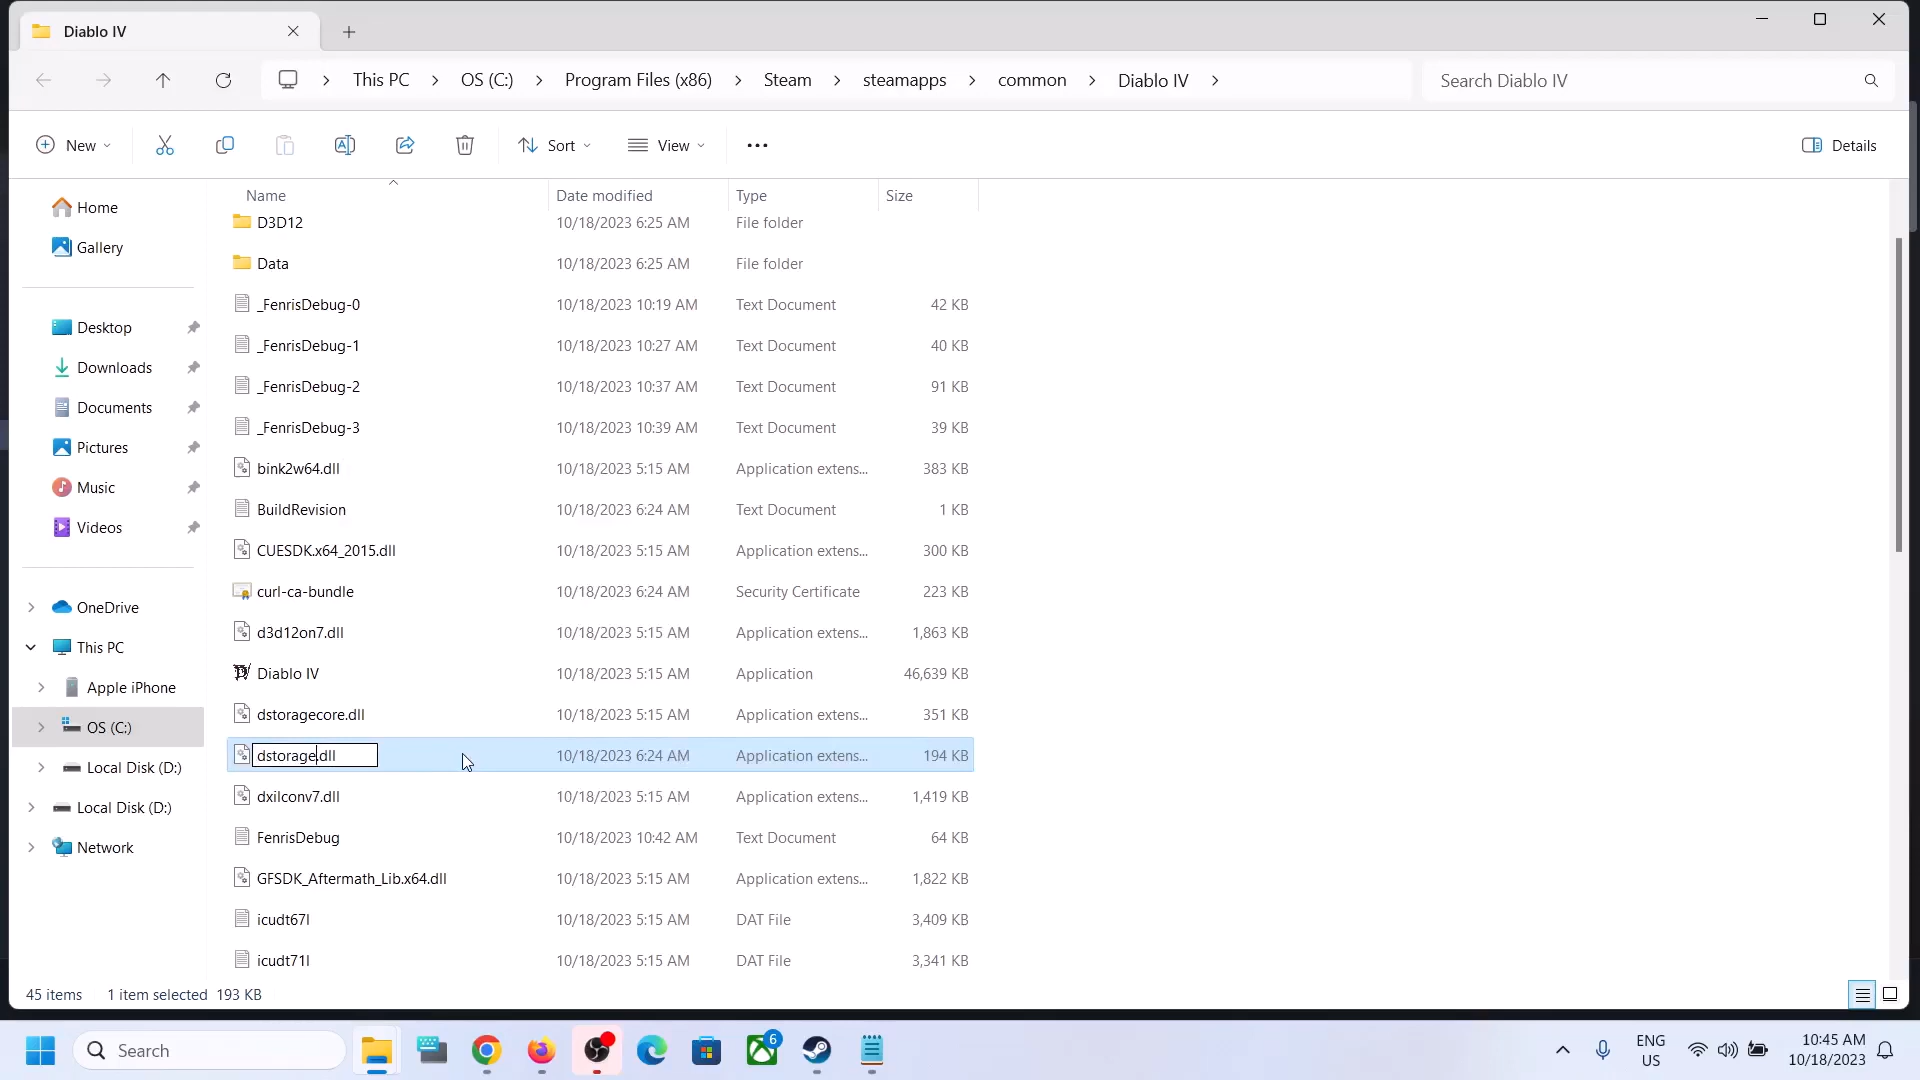 Diablo IV
This PC
OS (C:)
Program Files (x86)
Steam
steamapps
common
Diablo IV
Search Diablo IV
New
Sort
View
Details
Name
Date modified
Type
Size
Home
Gallery
Desktop
Downloads
Documents
Pictures
Music
Videos
OneDrive
This PC
Apple iPhone
OS (C:)
Local Disk (D:)
Local Disk (D:)
Network
D3D12 10/18/2023 6:25 AM File folder
Data 10/18/2023 6:25 AM File folder
_FenrisDebug-0 10/18/2023 10:19 AM Text Document 42 KB
_FenrisDebug-1 10/18/2023 10:27 AM Text Document 40 KB
_FenrisDebug-2 10/18/2023 10:37 AM Text Document 91 KB
_FenrisDebug-3 10/18/2023 10:39 AM Text Document 39 KB
bink2w64.dll 10/18/2023 5:15 AM Application extens... 383 KB
BuildRevision 10/18/2023 6:24 AM Text Document 1 KB
CUESDK.x64_2015.dll 10/18/2023 5:15 AM Application extens... 300 KB
curl-ca-bundle 10/18/2023 6:24 AM Security Certificate 223 KB
d3d12on7.dll 10/18/2023 5:15 AM Application extens... 1,863 KB
Diablo IV 10/18/2023 5:15 AM Application 46,639 KB
dstoragecore.dll 10/18/2023 5:15 AM Application extens... 351 KB
dstorage.dll 10/18/2023 6:24 AM Application extens... 194 KB
dxilconv7.dll 10/18/2023 5:15 AM Application extens... 1,419 KB
FenrisDebug 10/18/2023 10:42 AM Text Document 64 KB
GFSDK_Aftermath_Lib.x64.dll 10/18/2023 5:15 AM Application extens... 1,822 KB
icudt67l 10/18/2023 5:15 AM DAT File 3,409 KB
icudt71l 10/18/2023 5:15 AM DAT File 3,341 KB
45 items 1 item selected 193 KB
Search
6
ENG
US
10:45 AM
10/18/2023